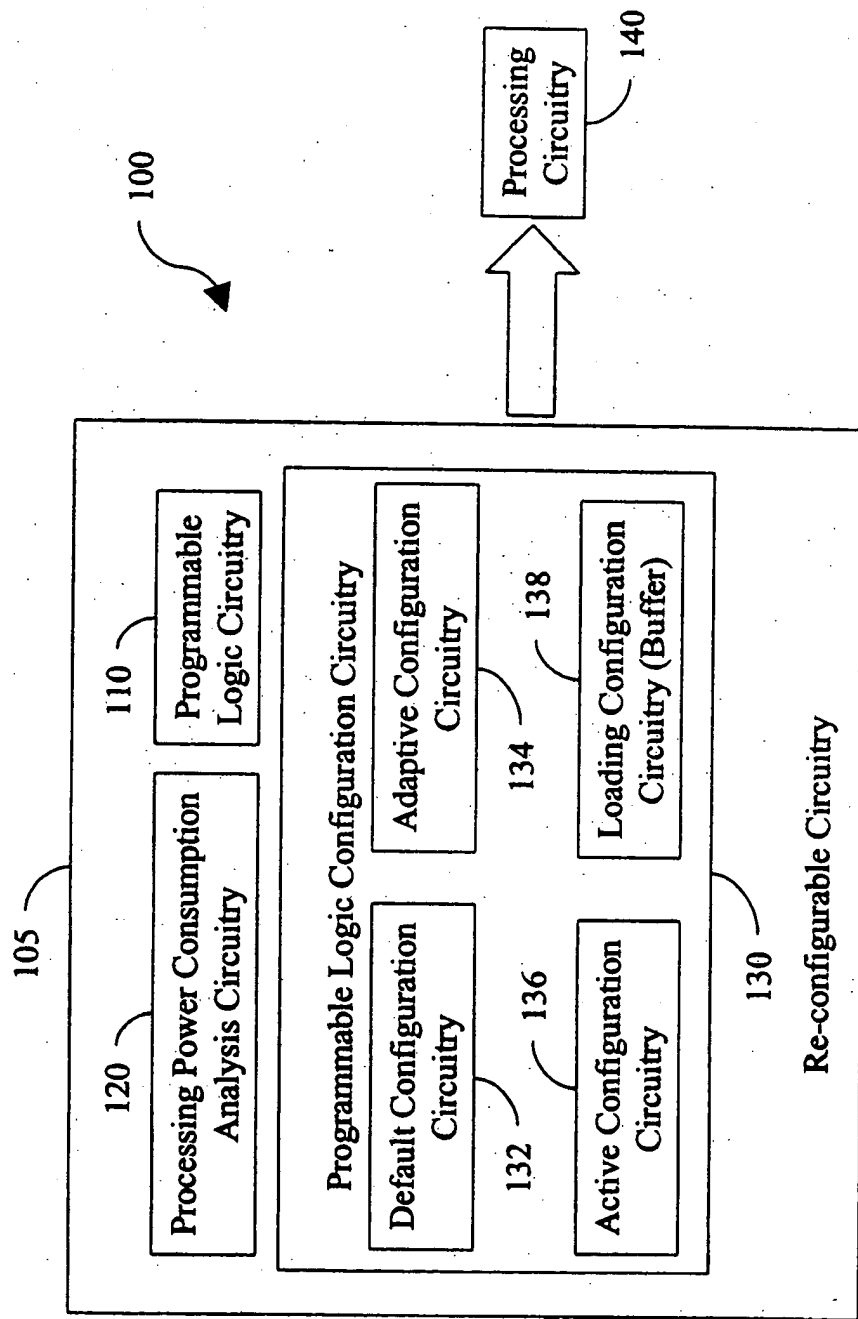 100
105
120
Processing Power Consumption
Analysis Circuitry
110
Programmable
Logic Circuitry
Programmable Logic Configuration Circuitry
Default Configuration
Circuitry
132
Adaptive Configuration
Circuitry
134
136
Active Configuration
Circuitry
138
Loading Configuration
Circuitry (Buffer)
130
Re-configurable Circuitry
Processing
Circuitry
140